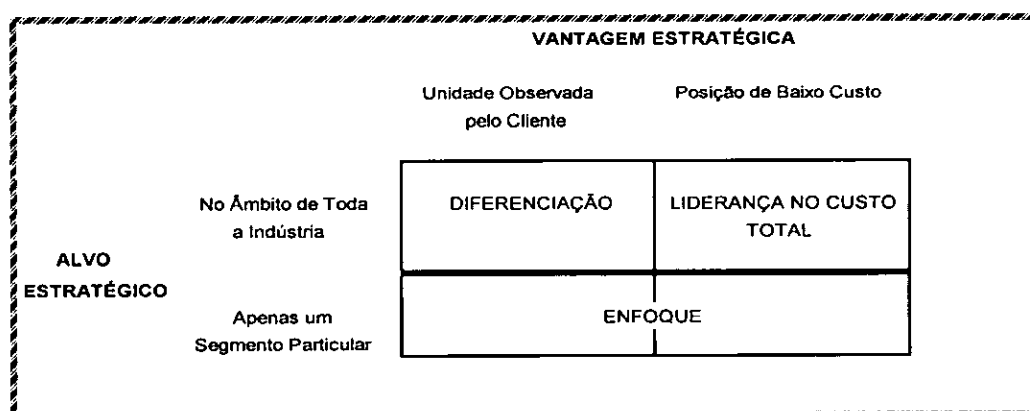 VANTAGEM ESTRATÉGICA
Unidade Observada
pelo Cliente
Posição de Baixo Custo
No Âmbito de Toda
a Indústria
DIFERENCIAÇÃO
LIDERANÇA NO CUSTO
TOTAL
ALVO
ESTRATÉGICO
Apenas um
Segmento Particular
ENFOQUE